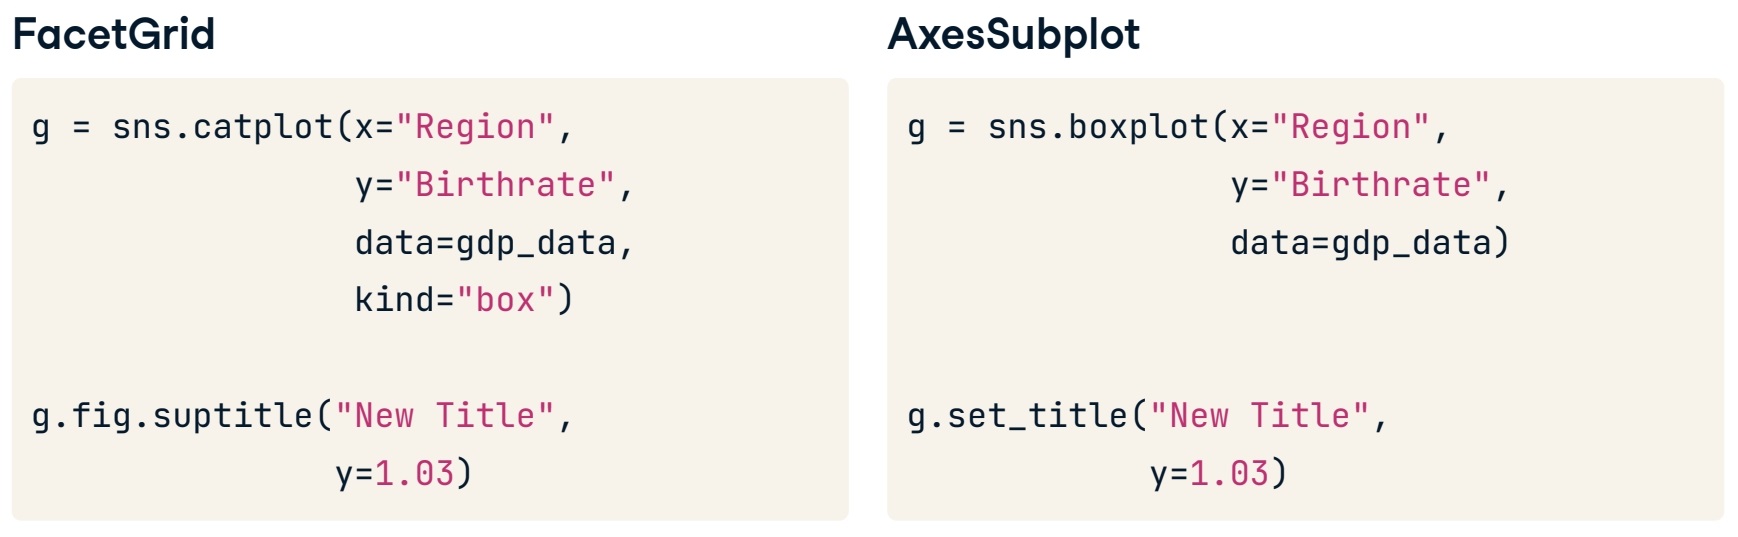 FacetGrid
g = sns.catplot(x="Region",
y="Birthrate",
data=gdp_data,
kind="box")
g.fig.suptitle("New Title",
y=1.03)
AxesSubplot
g = sns.boxplot(x="Region",
y="Birthrate",
data=gdp_data)
g.set_title("New Title",
y=1.03)